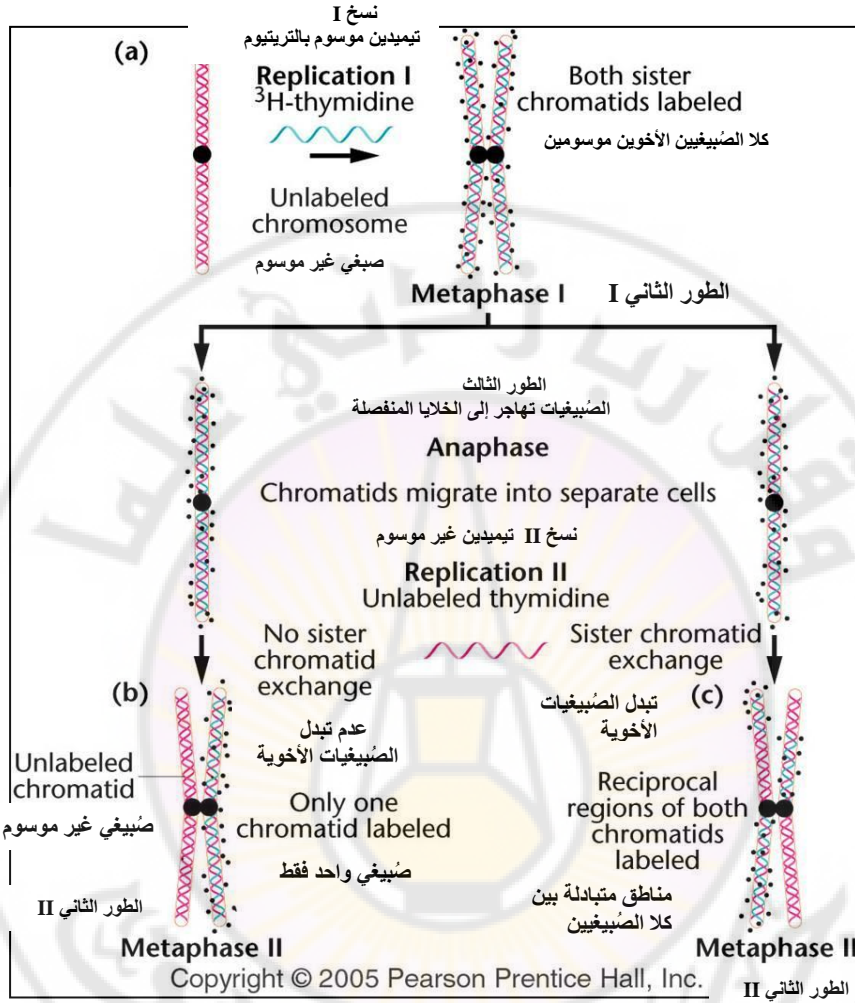 نسخ I
تيميدين موسوم بالتريتيوم
(a)
Replication I
³H-thymidine
Unlabeled
chromosome
صبغي غير موسوم
Both sister
chromatids labeled
كلا الصُبيغيين الأخوين موسومين
Metaphase I
الطور الثاني I
الطور الثالث
الصُبيغيات تهاجر إلى الخلايا المنفصلة
Anaphase
Chromatids migrate into separate cells
نسخ II تيميدين غير موسوم
Replication II
Unlabeled thymidine
No sister
chromatid
exchange
Sister chromatid
exchange
(b)
عدم تبدل
الصُبيغيات الأخوية
تبدل الصُبيغيات
الأخوية
(c)
Unlabeled
chromatid
صُبيغي غير موسوم
Only one
chromatid labeled
صُبيغي واحد فقط
Reciprocal
regions of both
chromatids
labeled
مناطق متبادلة بين
كلا الصُبيغيين
الطور الثاني II
Metaphase II
Metaphase II
Copyright © 2005 Pearson Prentice Hall, Inc.
الطور الثاني II